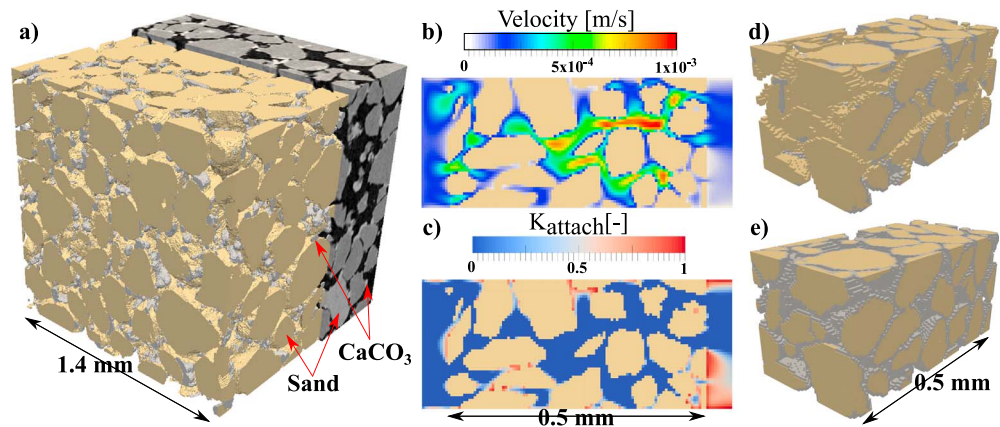 a)
1.4 mm
Sand
CaCO₃
b)
Velocity [m/s]
0 5x10⁻⁴ 1x10⁻³
c)
Kattach[-]
0 0.5 1
0.5 mm
d)
e)
0.5 mm